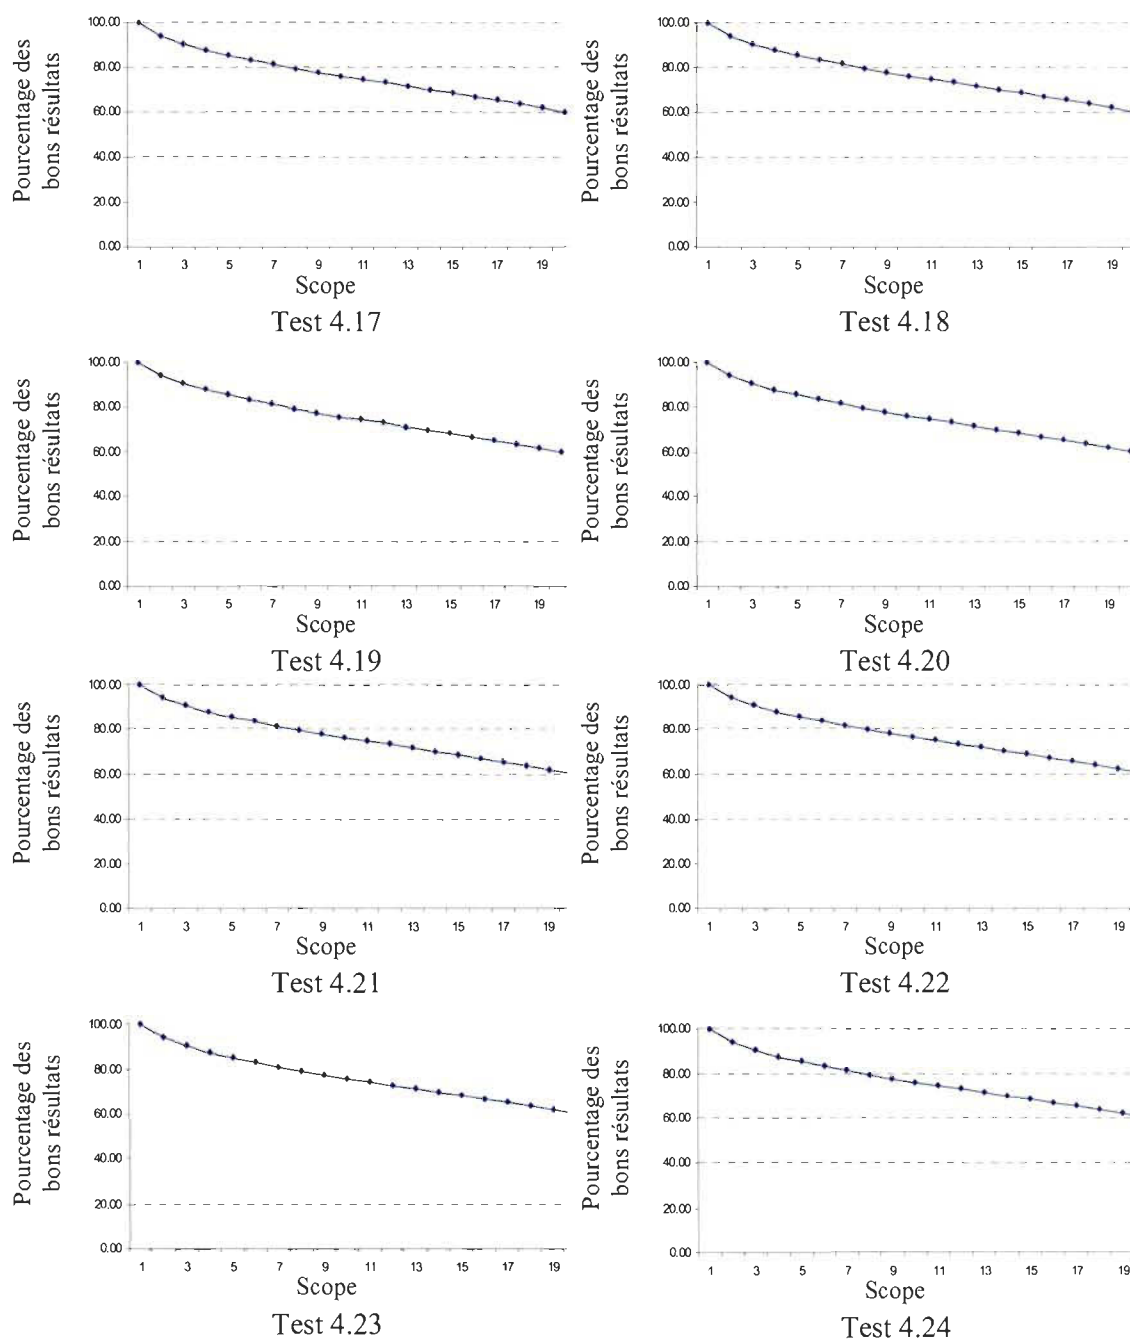 Pourcentage des
bons résultats
100.00
80.00
60.00
40.00
20.00
0.00
1 3 5 7 9 11 13 15 17 19
Scope
Test 4.17
Pourcentage des
bons résultats
100.00
80.00
60.00
40.00
20.00
0.00
1 3 5 7 9 11 13 15 17 19
Scope
Test 4.18
Pourcentage des
bons résultats
100.00
80.00
60.00
40.00
20.00
0.00
1 3 5 7 9 11 13 15 17 19
Scope
Test 4.19
Pourcentage des
bons résultats
100.00
80.00
60.00
40.00
20.00
0.00
1 3 5 7 9 11 13 15 17 19
Scope
Test 4.20
Pourcentage des
bons résultats
100.00
80.00
60.00
40.00
20.00
0.00
1 3 5 7 9 11 13 15 17 19
Scope
Test 4.21
Pourcentage des
bons résultats
100.00
80.00
60.00
40.00
20.00
0.00
1 3 5 7 9 11 13 15 17 19
Scope
Test 4.22
Pourcentage des
bons résultats
100.00
80.00
60.00
40.00
20.00
0.00
1 3 5 7 9 11 13 15 17 19
Scope
Test 4.23
Pourcentage des
bons résultats
100.00
80.00
60.00
40.00
20.00
0.00
1 3 5 7 9 11 13 15 17 19
Scope
Test 4.24